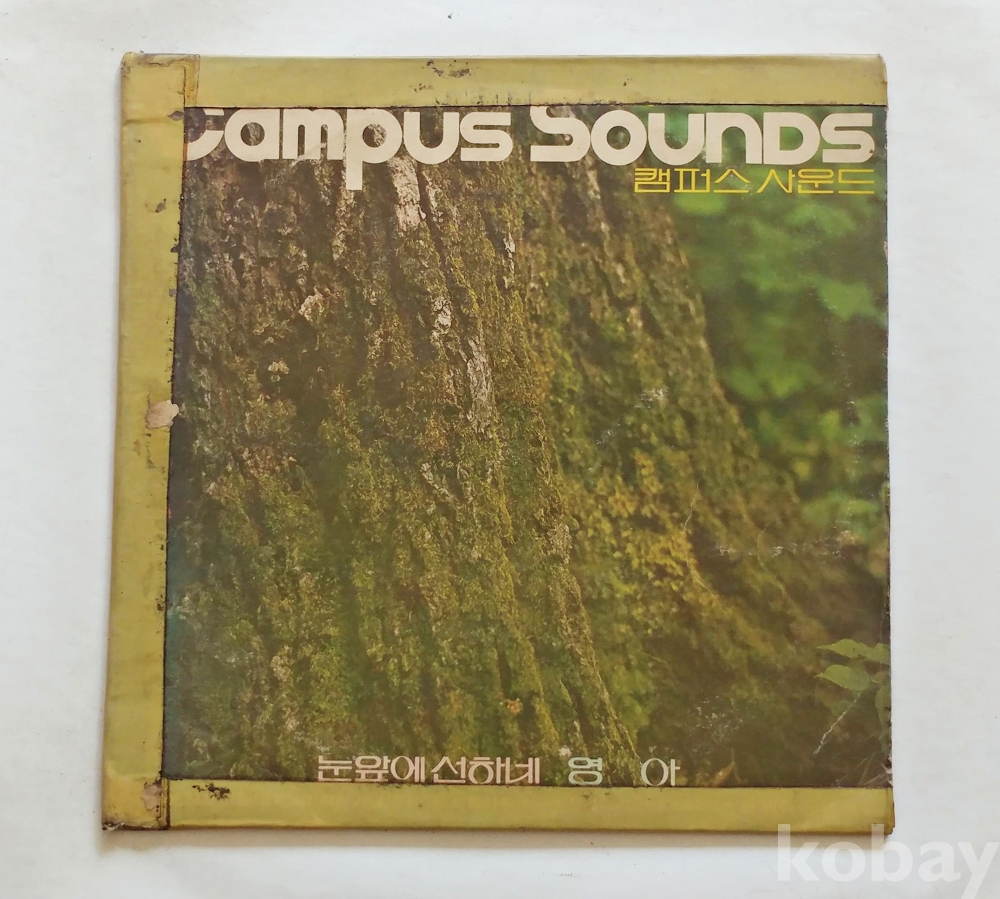 Campus Sounds
캠퍼스 사운드
눈앞에 선하네 영 아
kobay